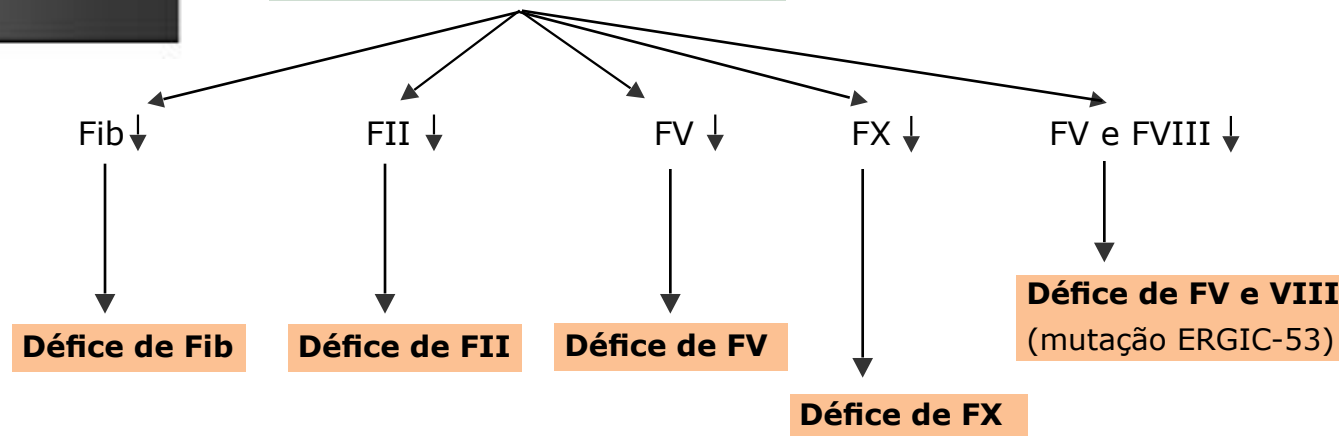 Fib
FII
FV
FX
FV e FVIII
Défice de Fib
Défice de FII
Défice de FV
Défice de FX
Défice de FV e VIII
(mutação ERGIC-53)